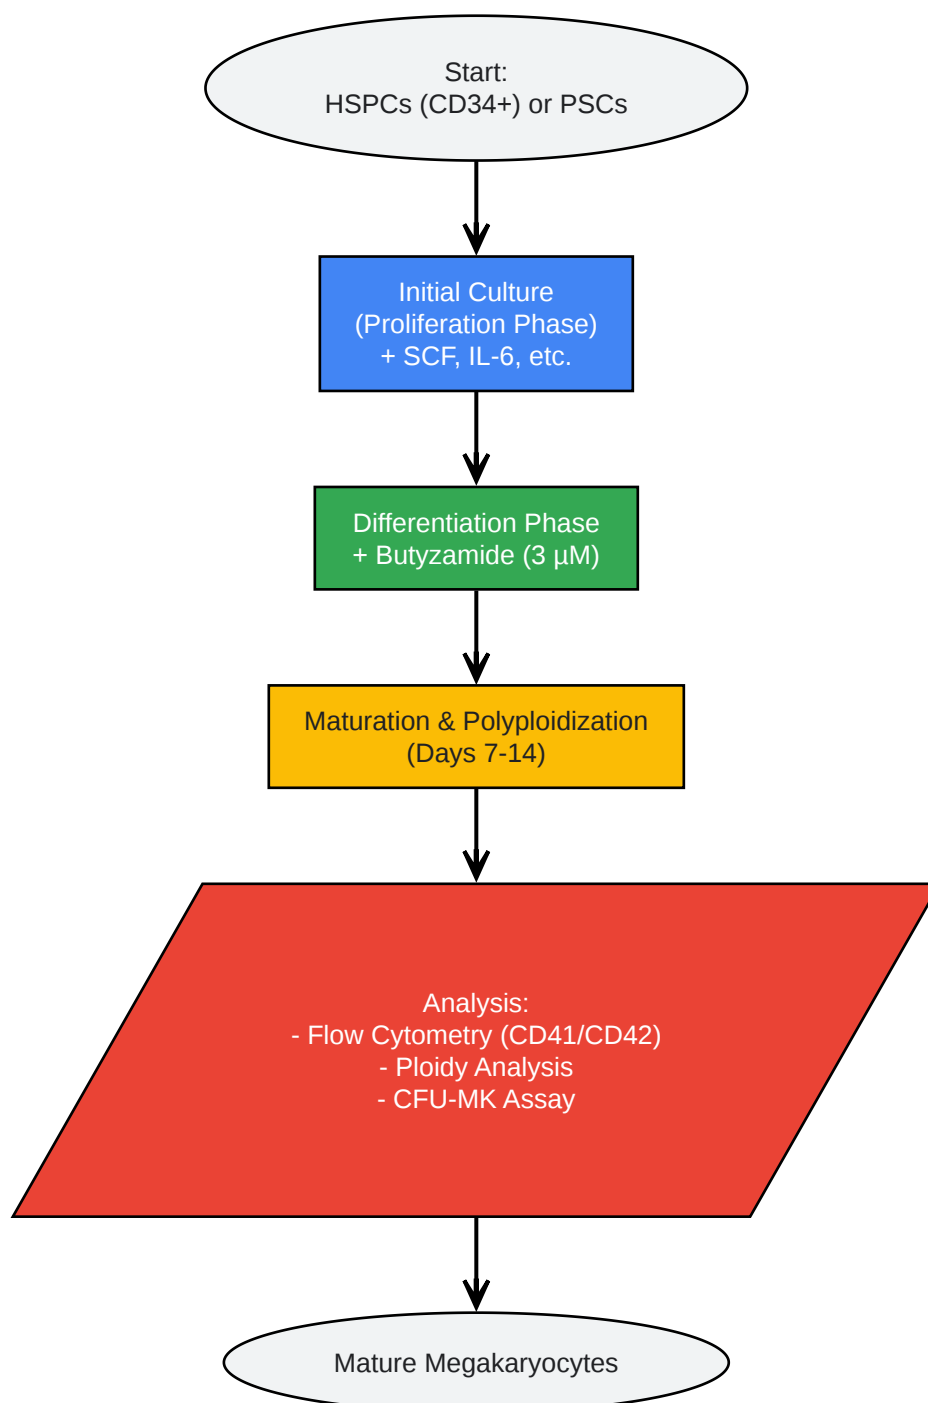 Start:
HSPCs (CD34+) or PSCs
Initial Culture
(Proliferation Phase)
+ SCF, IL-6, etc.
Differentiation Phase
+ Butyzamide (3 µM)
Maturation & Polyploidization
(Days 7-14)
Analysis:
- Flow Cytometry (CD41/CD42)
- Ploidy Analysis
- CFU-MK Assay
Mature Megakaryocytes